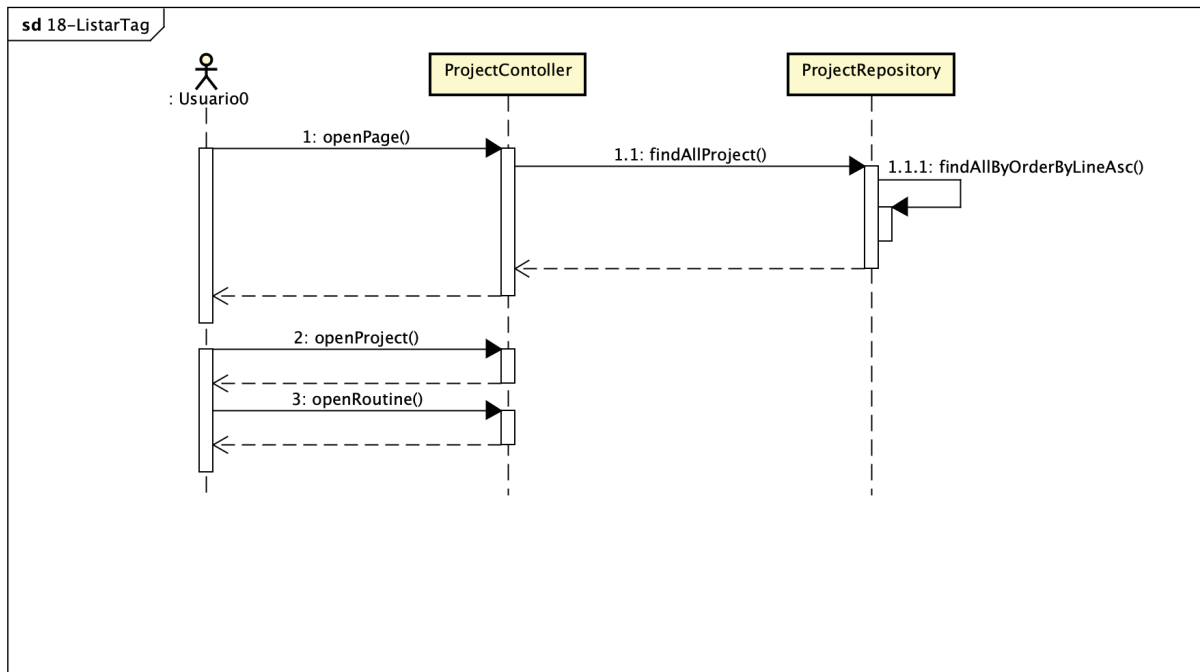 sd 18-ListarTag
: Usuario0
ProjectContoller
ProjectRepository
1: openPage()
1.1: findAllProject()
1.1.1: findAllByOrderByLineAsc()
2: openProject()
3: openRoutine()